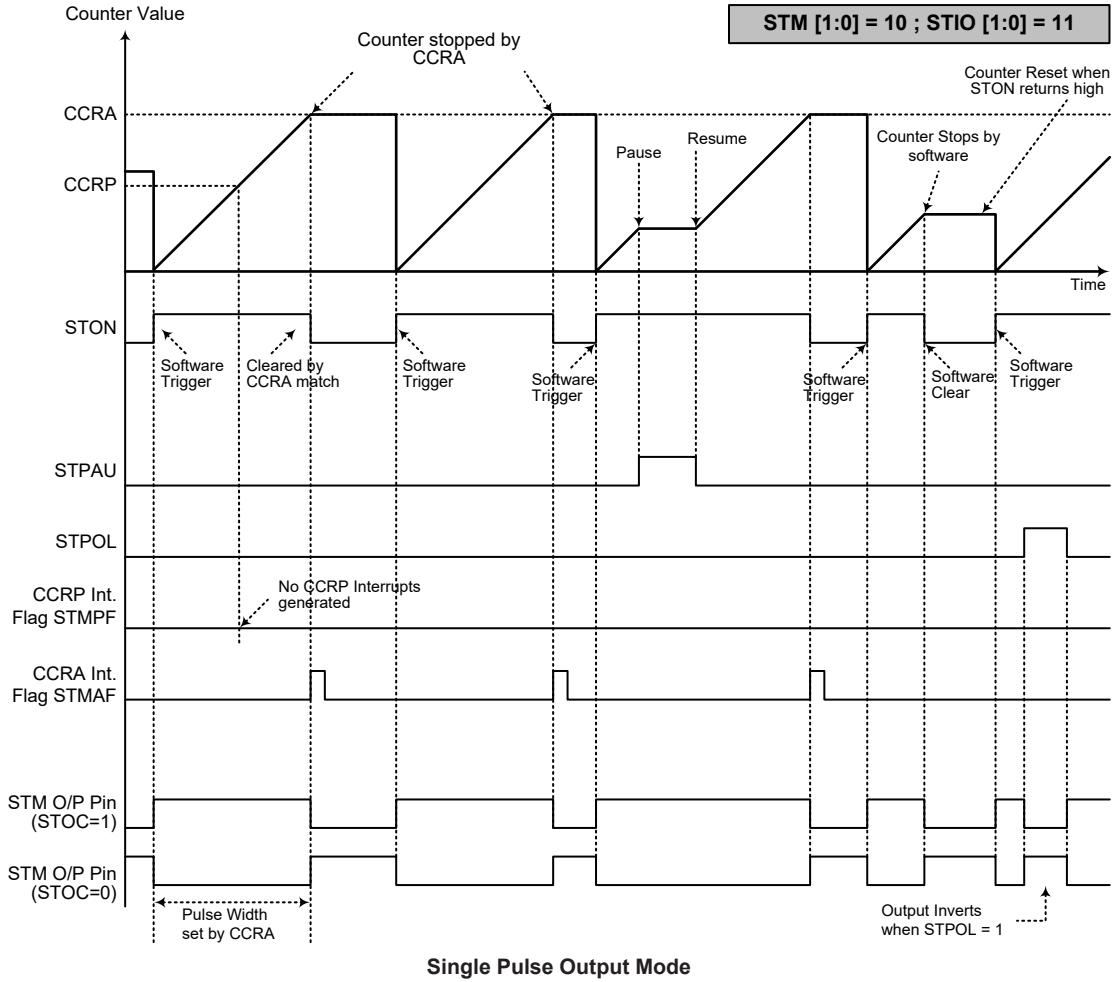 Counter Value
STM [1:0] = 10 ; STIO [1:0] = 11
Counter stopped by
CCRA
Counter Reset when
STON returns high
CCRA
Pause
Resume
Counter Stops by
software
CCRP
Time
STON
Software
Trigger
Cleared by
CCRA match
Software
Trigger
Software
Trigger
Software
Trigger
Software
Clear
Software
Trigger
STPAU
STPOL
CCRP Int.
Flag STMPF
No CCRP Interrupts
generated
CCRA Int.
Flag STMAF
STM O/P Pin
(STOC=1)
STM O/P Pin
(STOC=0)
Pulse Width
set by CCRA
Output Inverts
when STPOL = 1
Single Pulse Output Mode